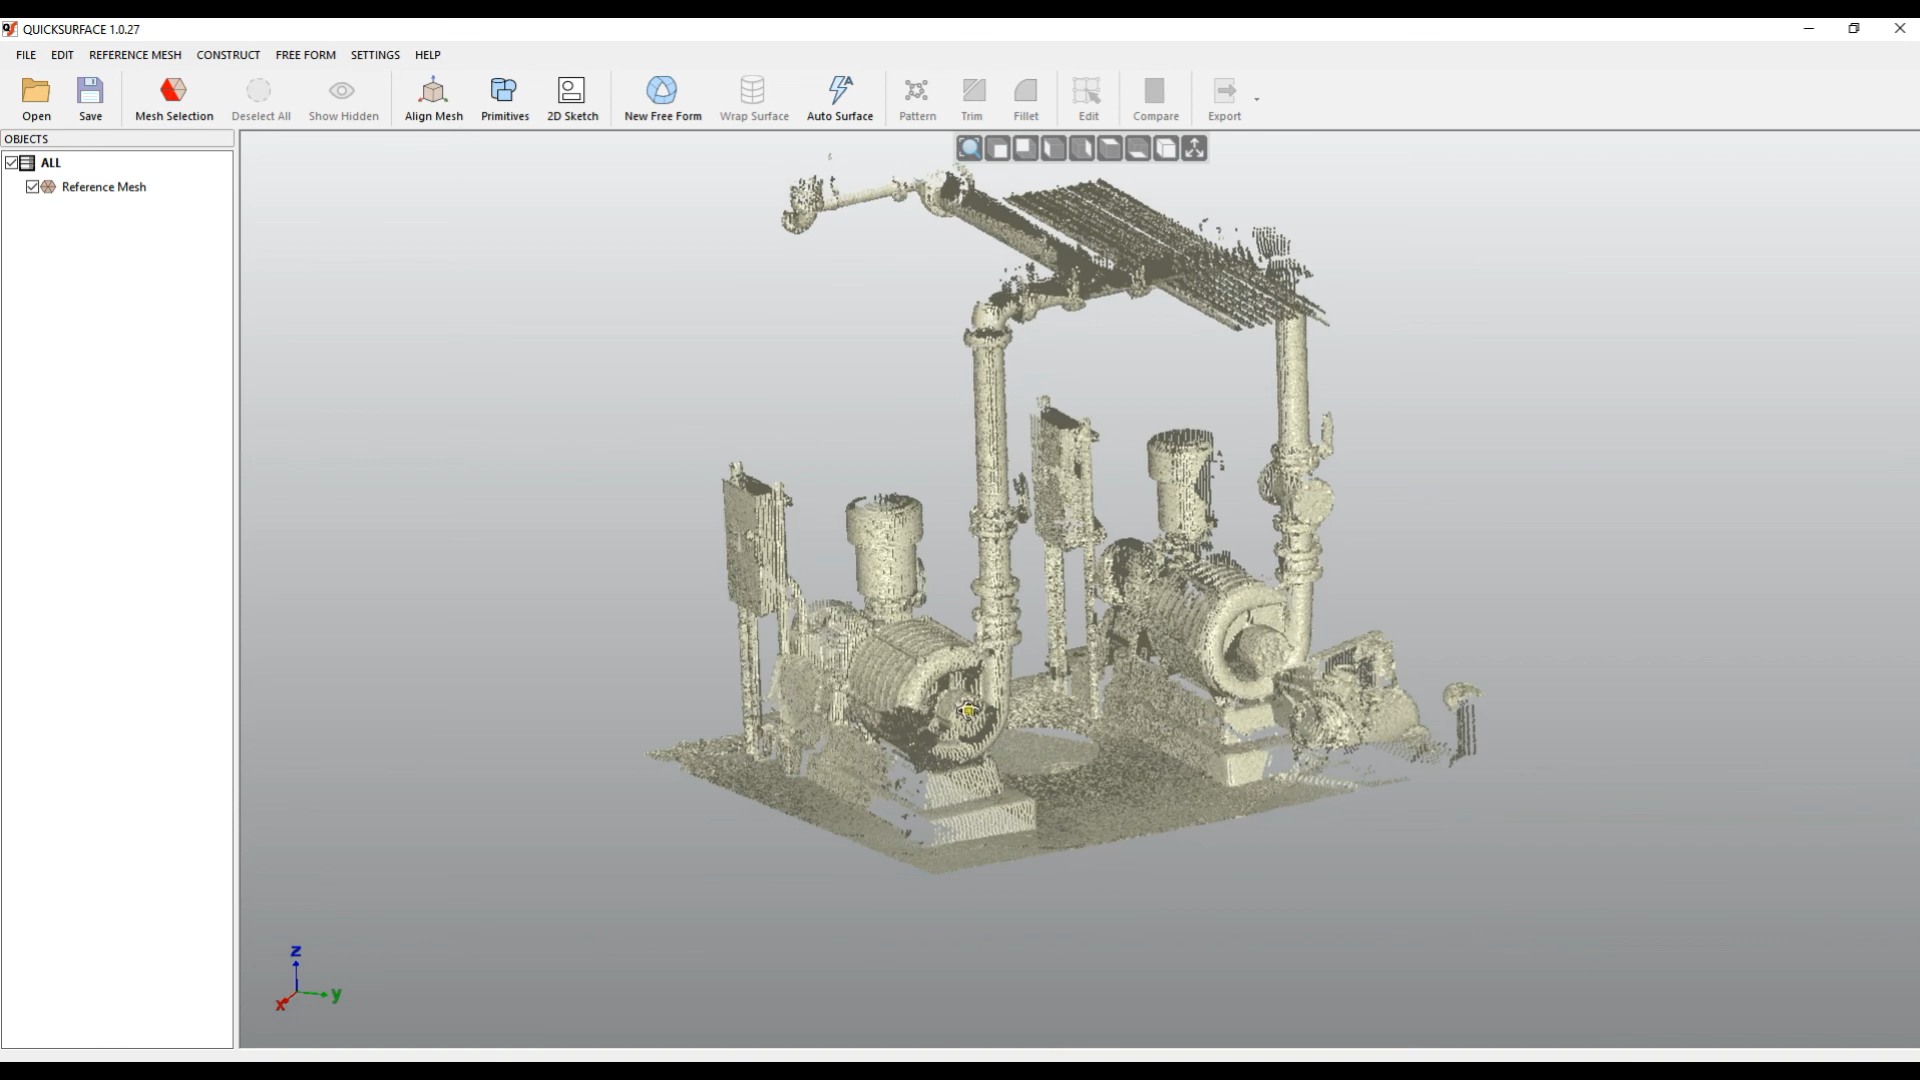 QUICKSURFACE 1.0.27
FILE EDIT REFERENCE MESH CONSTRUCT FREE FORM SETTINGS HELP
Open Save Mesh Selection Deselect All Show Hidden Align Mesh Primitives 2D Sketch New Free Form Wrap Surface Auto Surface Pattern Trim Fillet Edit Compare Export
OBJECTS
ALL
Reference Mesh
z
x y